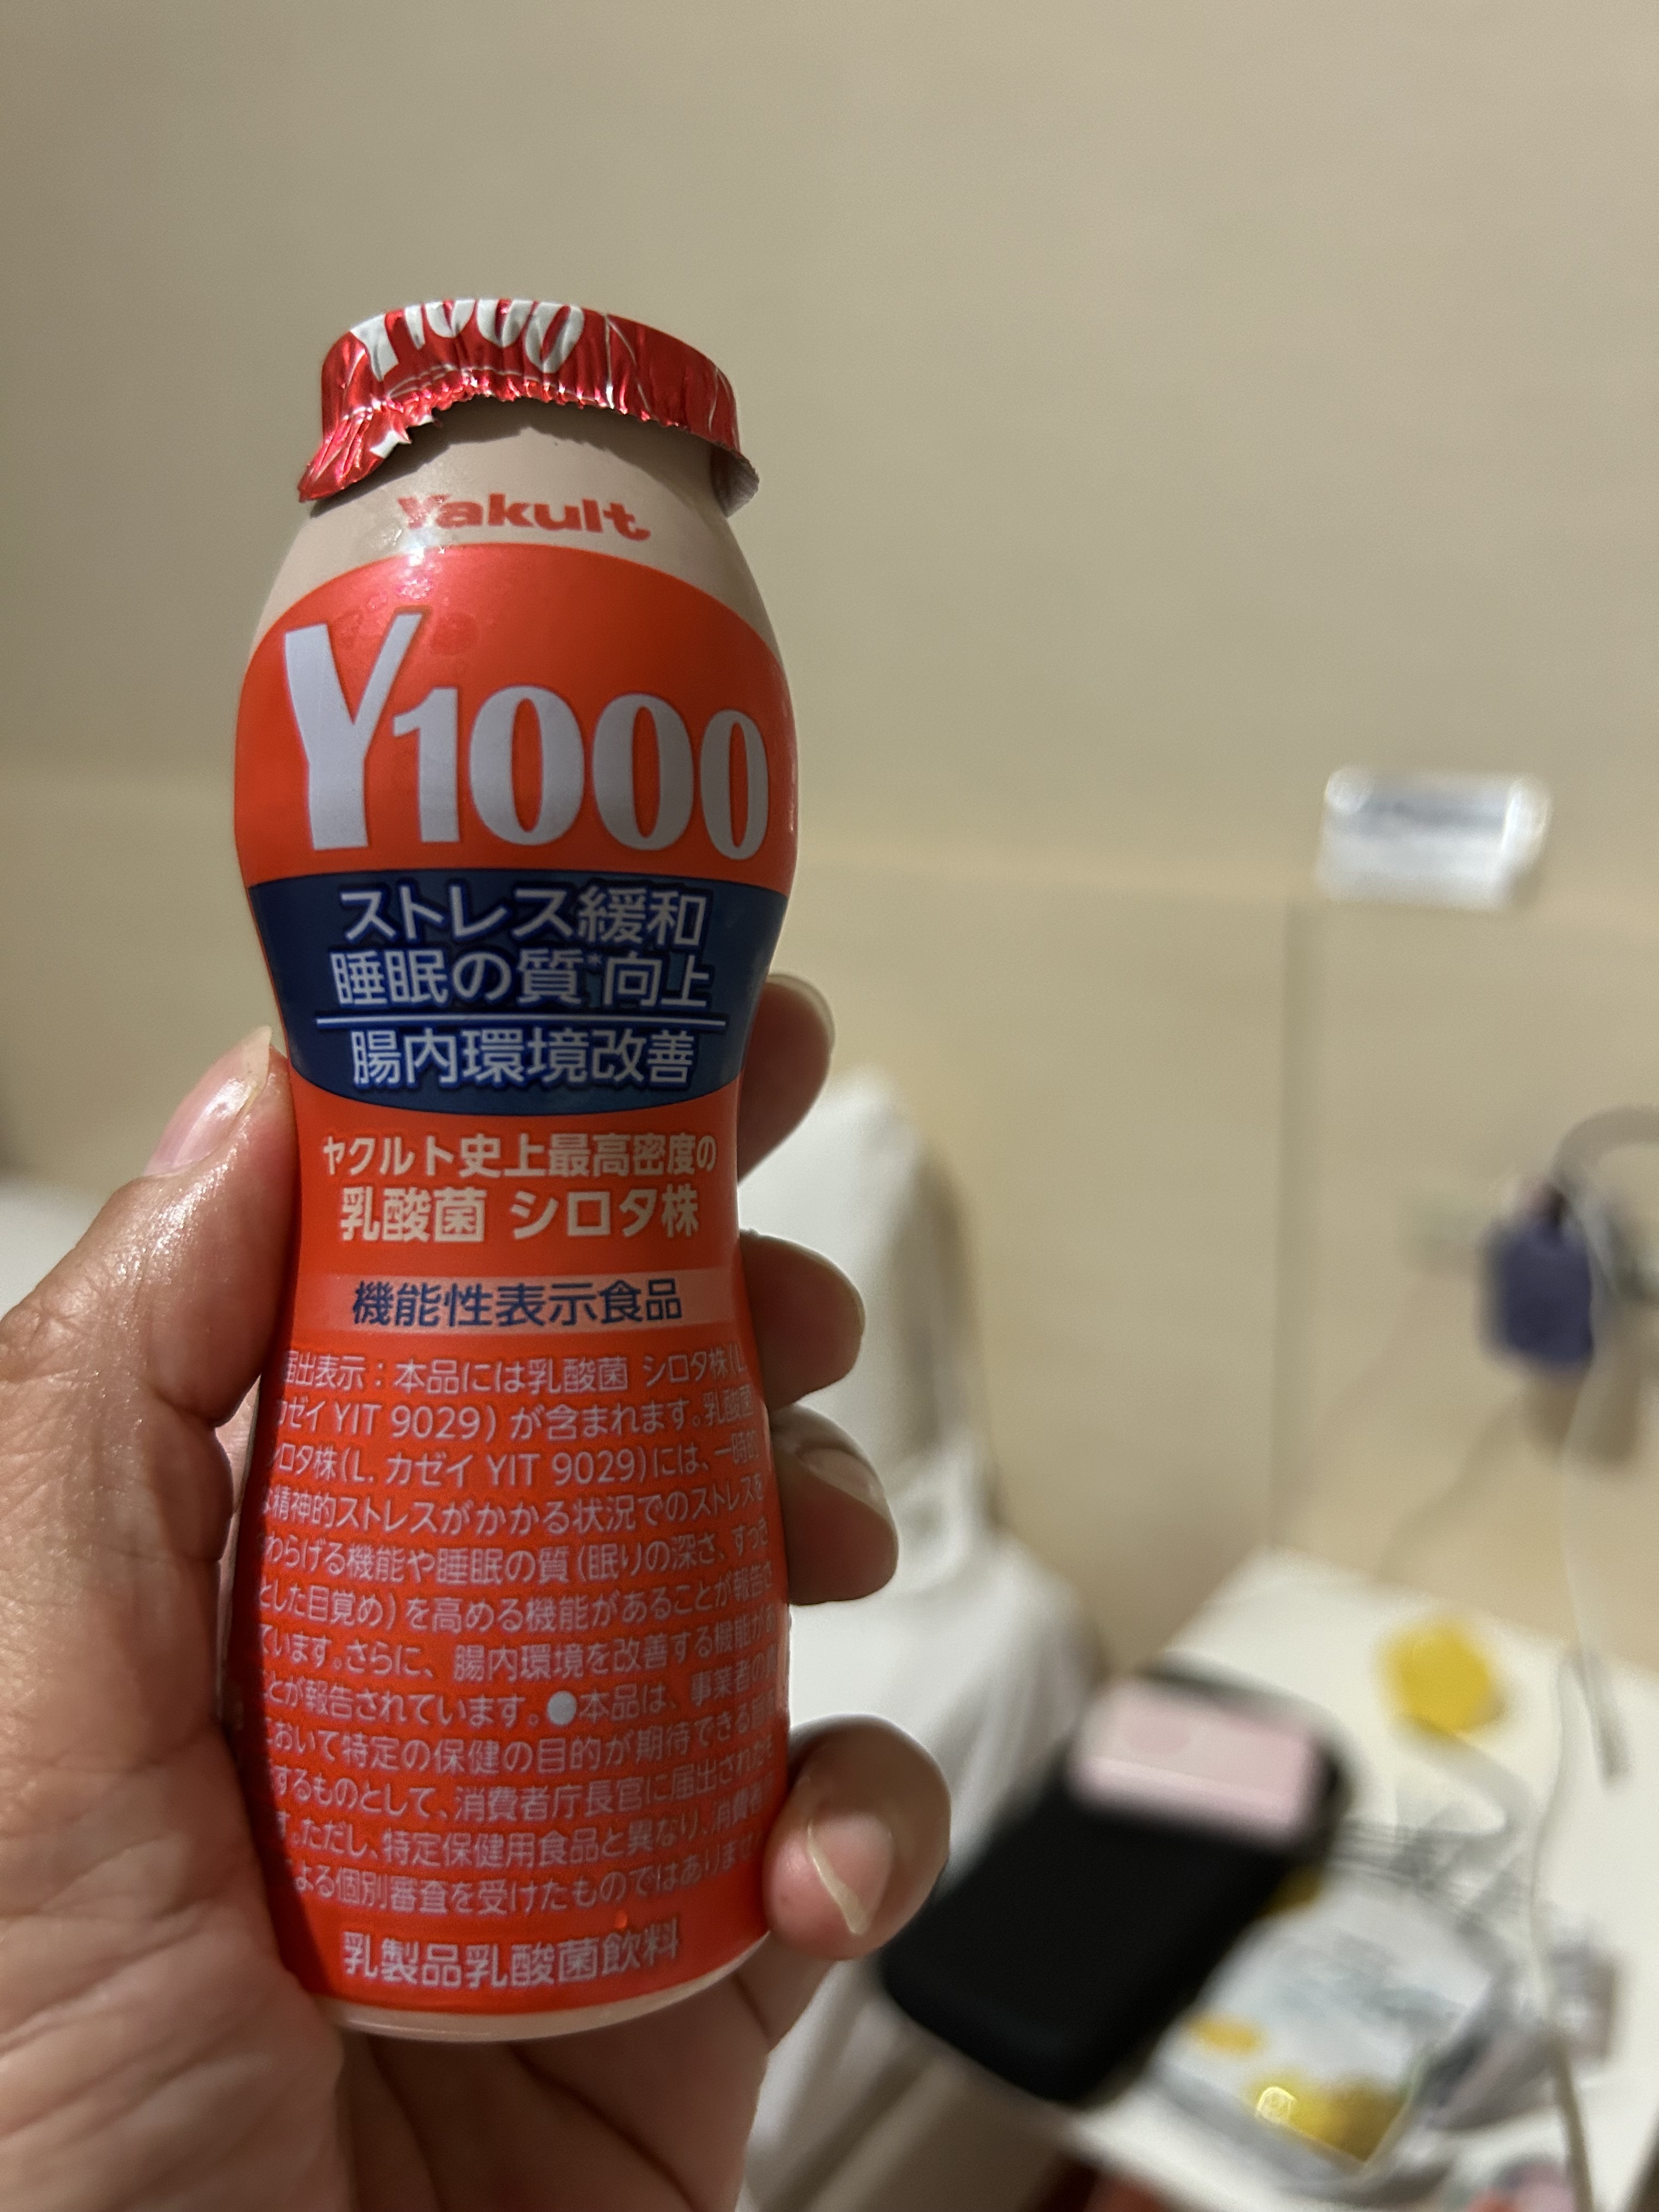 Y1000
Yakult
Y1000
ストレス緩和
睡眠の質*向上
腸内環境改善
ヤクルト史上最高密度の
乳酸菌 シロタ株
機能性表示食品
届出表示：本品には乳酸菌 シロタ株(L.
カゼイ YIT 9029) が含まれます。乳酸菌
シロタ株(L. カゼイ YIT 9029)には、一時的
な精神的ストレスがかかる状況でのストレスを
やわらげる機能や睡眠の質(眠りの深さ、すっき
りとした目覚め)を高める機能があることが報告され
ています。さらに、腸内環境を改善する機能がある
ことが報告されています。●本品は、事業者の責任
において特定の保健の目的が期待できる旨を表示
するものとして、消費者庁長官に届出されたもので
す。ただし、特定保健用食品と異なり、消費者庁長官
による個別審査を受けたものではありません。
乳製品乳酸菌飲料